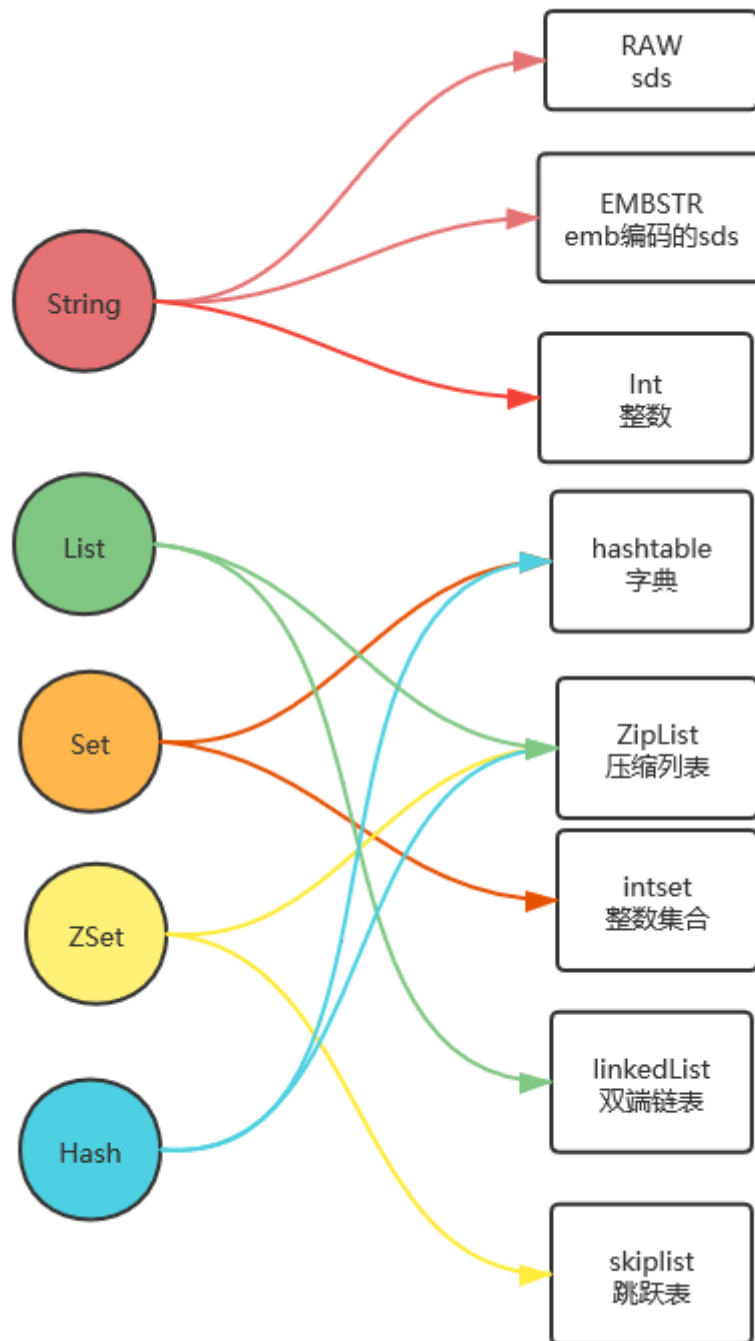 RAW
sds
EMBSTR
emb编码的sds
String
Int
整数
List
hashtable
字典
Set
ZipList
压缩列表
intset
整数集合
ZSet
linkedList
双端链表
Hash
skiplist
跳跃表